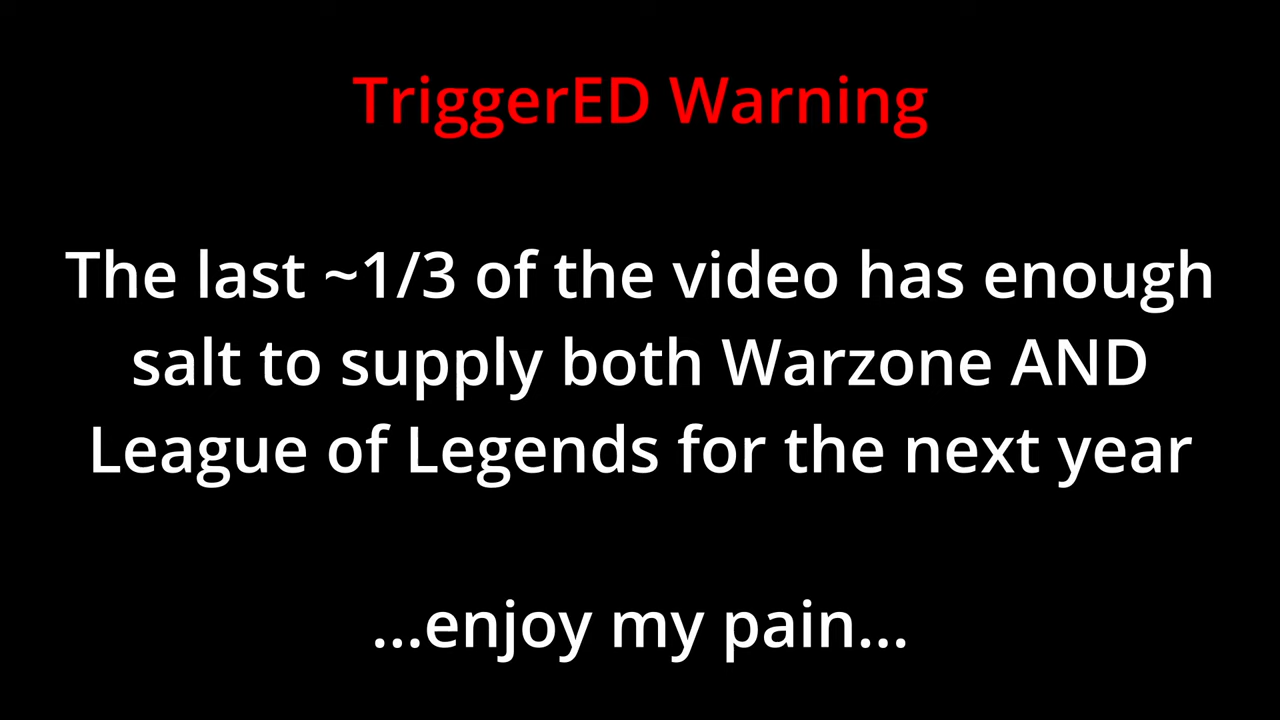 TriggerED Warning
The last ~1/3 of the video has enough
salt to supply both Warzone AND
League of Legends for the next year
...enjoy my pain...